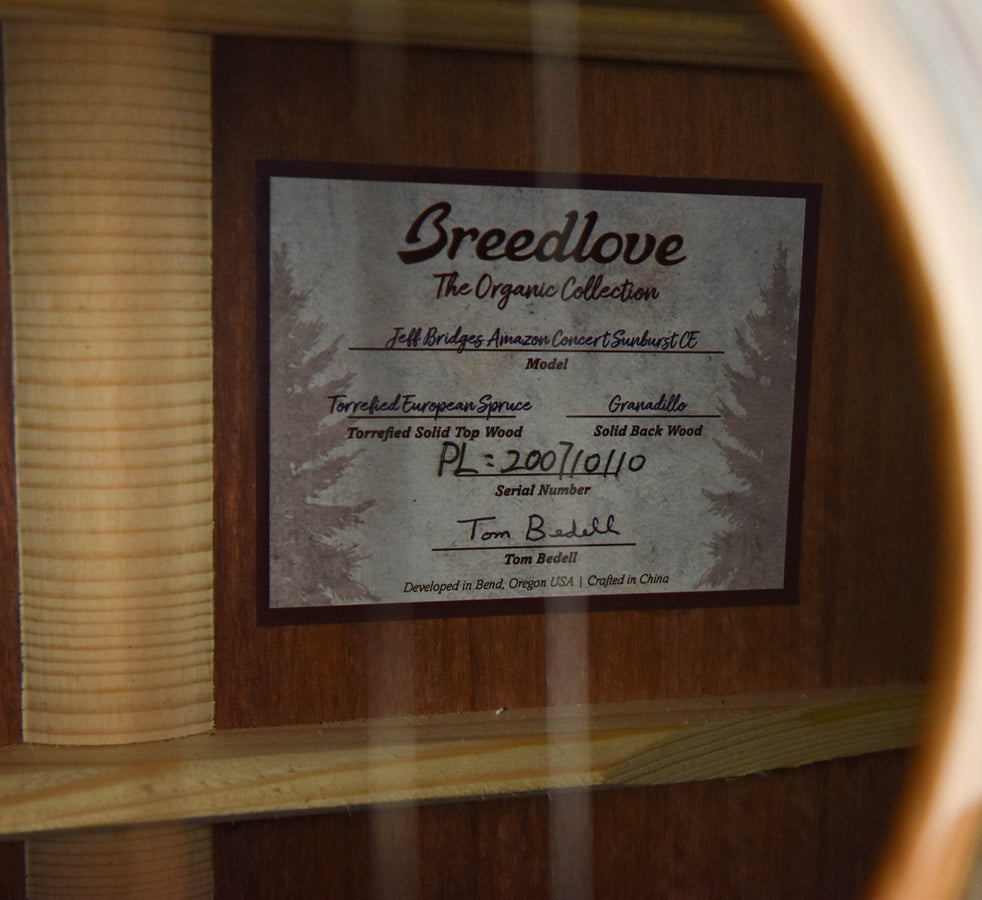 Breedlove
The Organic Collection
Jeff Bridges Amazon Concert Sunburst CE
Model
Torrefied European Spruce Granadillo
Torrefied Solid Top Wood Solid Back Wood
PL=200710110
Serial Number
Tom Bedell
Tom Bedell
Developed in Bend, Oregon USA | Crafted in China